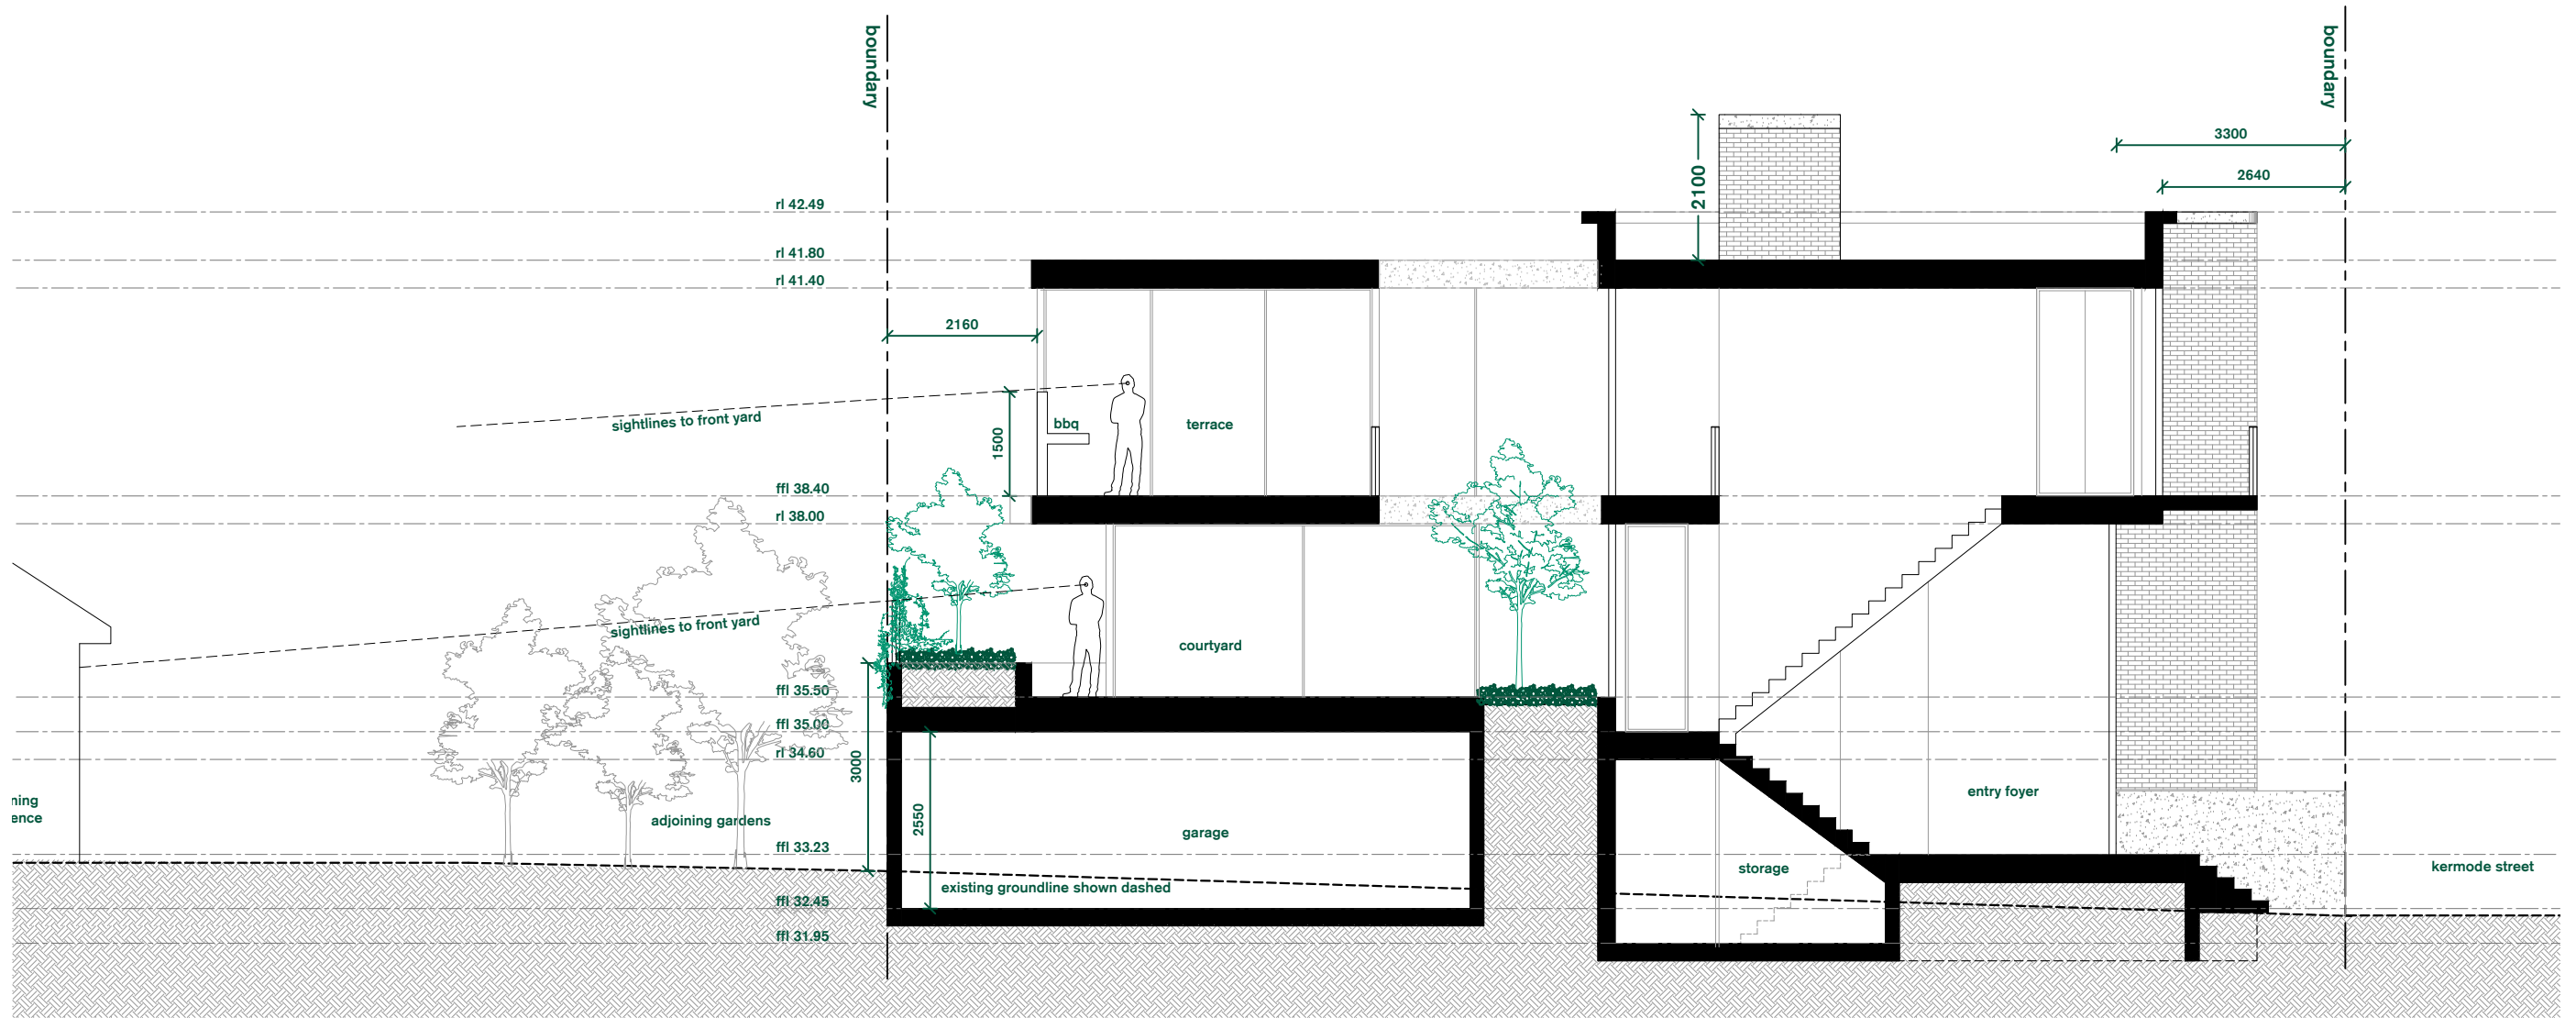 boundary
boundary
3300
2640
2100
rl 42.49
rl 41.80
rl 41.40
2160
sightlines to front yard
1500
bbq
terrace
ffl 38.40
rl 38.00
sightlines to front yard
courtyard
ffl 35.50
ffl 35.00
rl 34.60
3000
2550
adjoining gardens
garage
entry foyer
ning
ence
ffl 33.23
storage
kermode street
existing groundline shown dashed
ffl 32.45
ffl 31.95